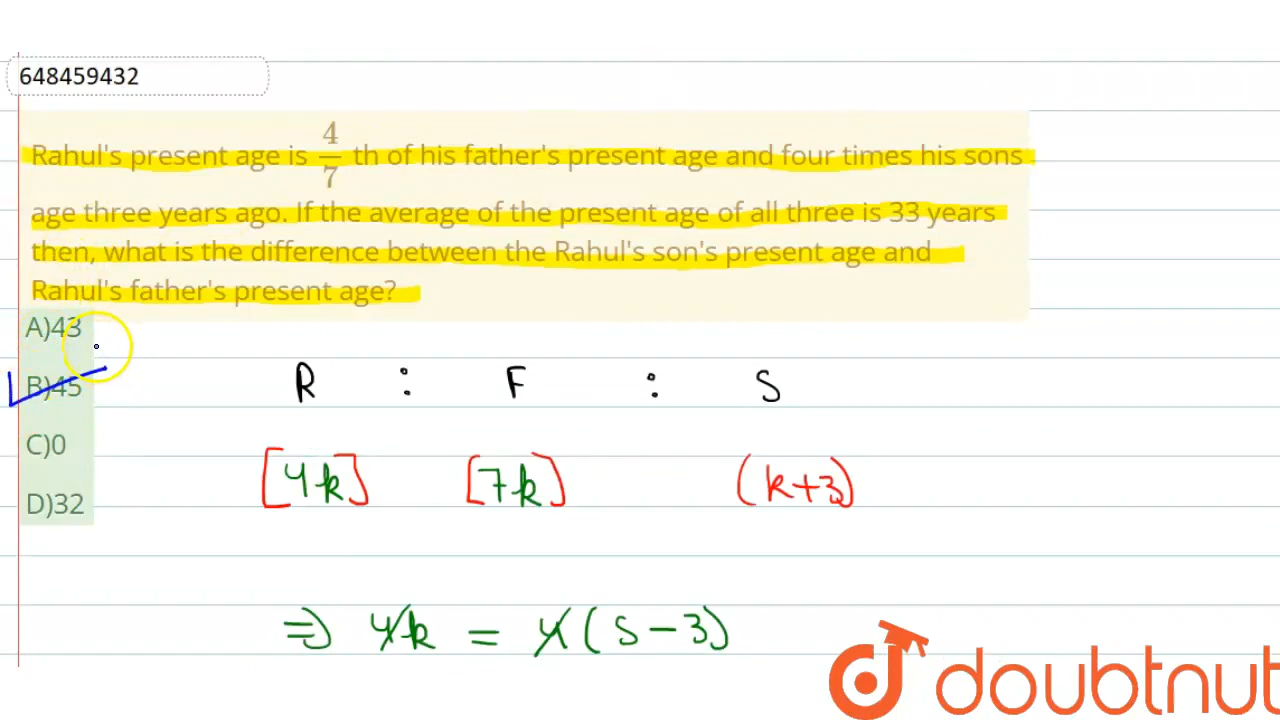 648459432
Rahul's present age is 4/7 th of his father's present age and four times his sons
age three years ago. If the average of the present age of all three is 33 years
then, what is the difference between the Rahul's son's present age and
Rahul's father's present age?
A)43
B)45
C)0
D)32
R : F : S
[4k] [7k] (k+3)
⇒ 4k = 4(S-3)
doubtnut